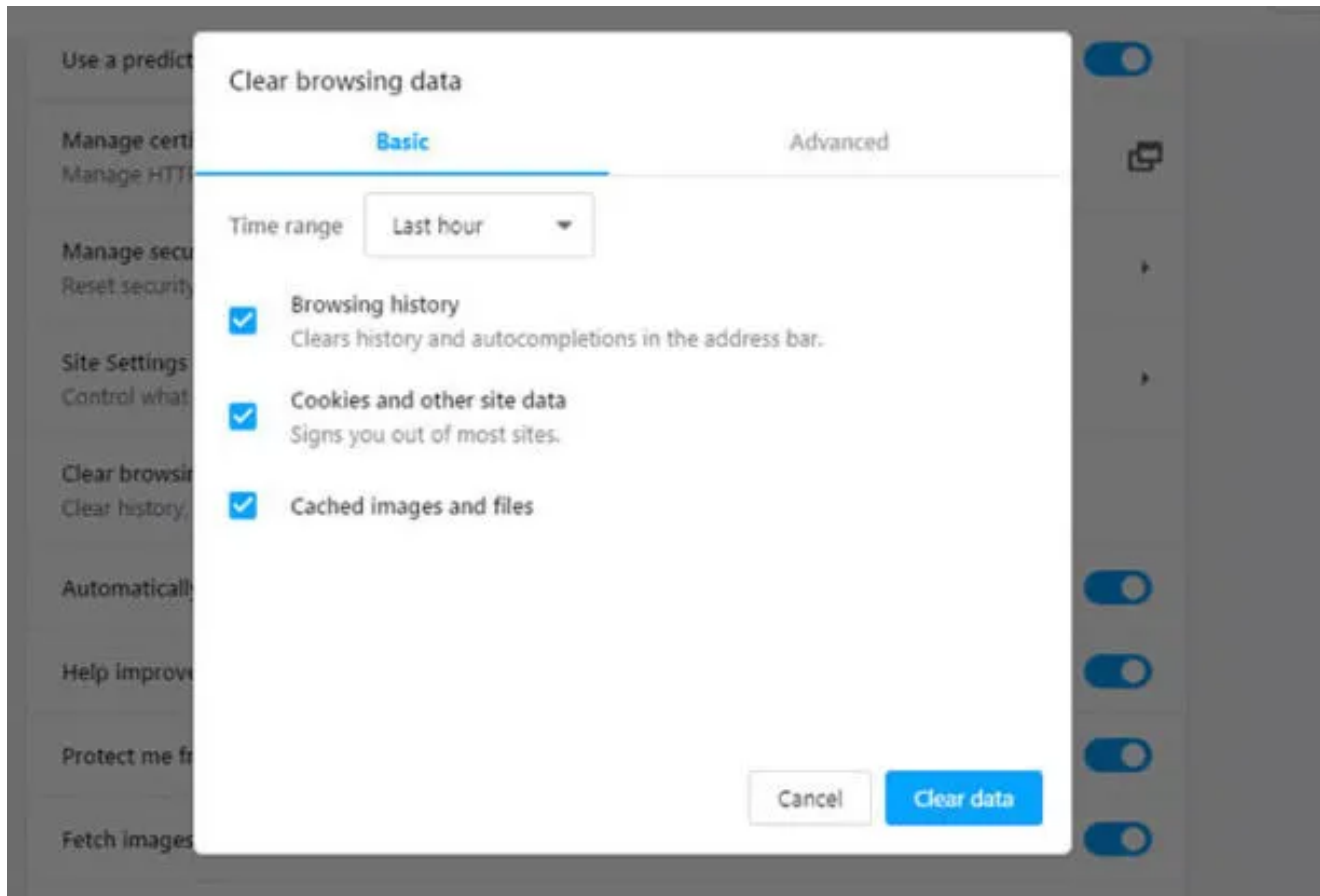 Use a predict
Clear browsing data
Basic
Advanced
Manage certi
Manage HTTP
Time range
Last hour
Manage secu
Reset security
Browsing history
Clears history and autocompletions in the address bar.
Site Settings
Control what
Cookies and other site data
Signs you out of most sites.
Clear browsin
Clear history,
Cached images and files
Automatically
Help improve
Protect me fr
Cancel
Clear data
Fetch images